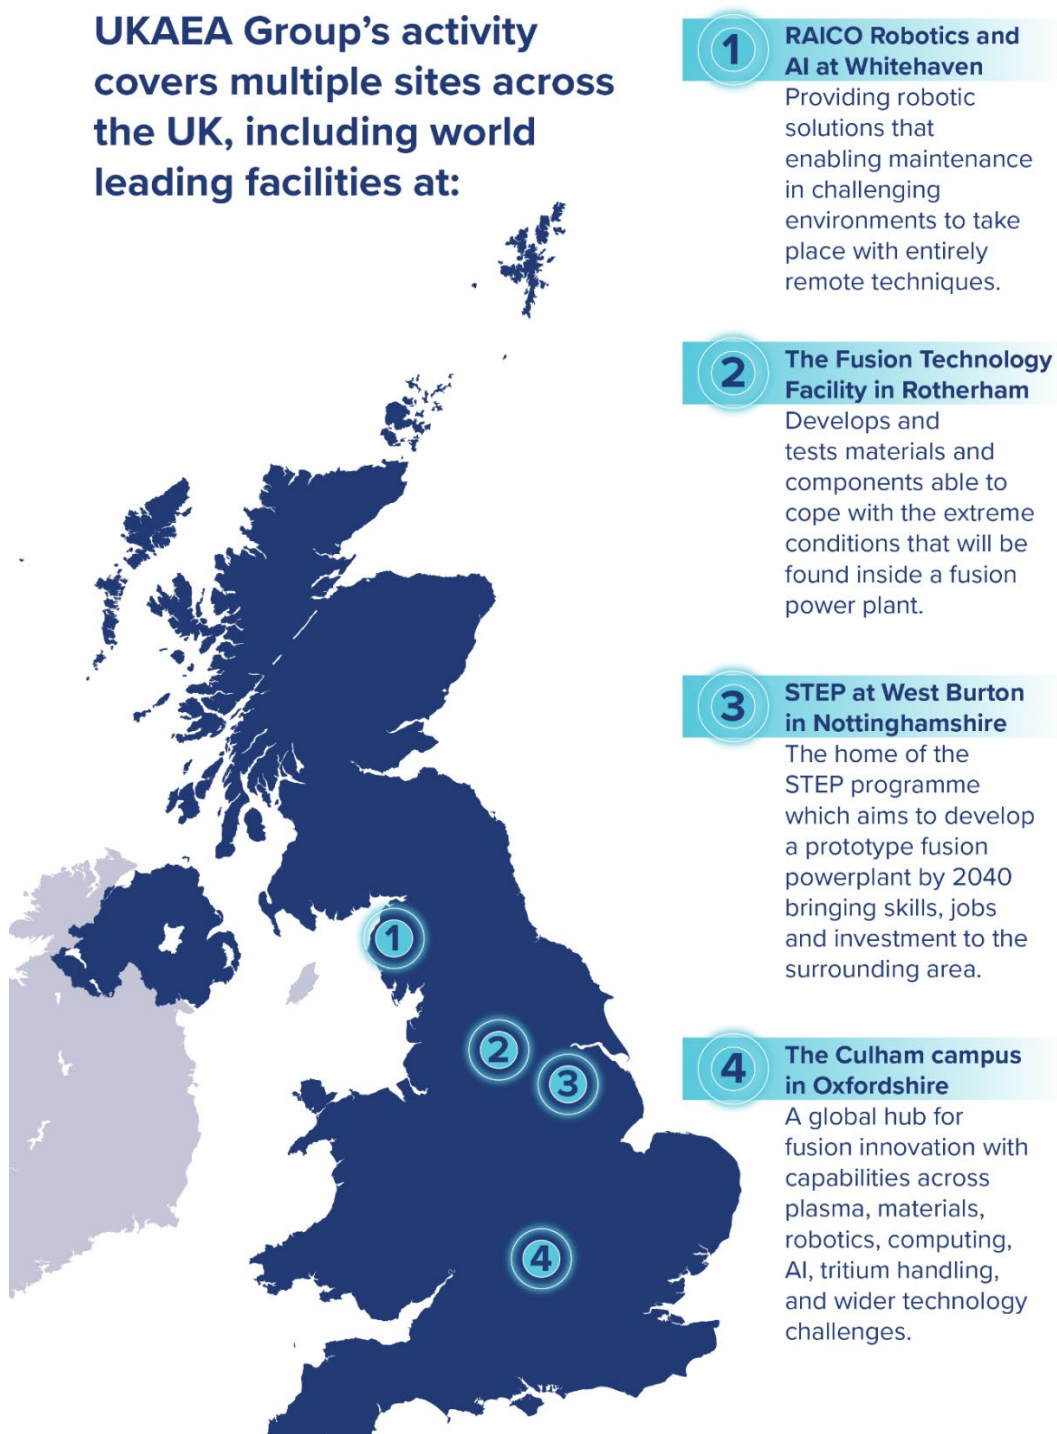 UKAEA Group's activity
covers multiple sites across
the UK, including world
leading facilities at:
1
RAICO Robotics and
AI at Whitehaven
Providing robotic
solutions that
enabling maintenance
in challenging
environments to take
place with entirely
remote techniques.
2
The Fusion Technology
Facility in Rotherham
Develops and
tests materials and
components able to
cope with the extreme
conditions that will be
found inside a fusion
power plant.
3
STEP at West Burton
in Nottinghamshire
The home of the
STEP programme
which aims to develop
a prototype fusion
powerplant by 2040
bringing skills, jobs
and investment to the
surrounding area.
4
The Culham campus
in Oxfordshire
A global hub for
fusion innovation with
capabilities across
plasma, materials,
robotics, computing,
AI, tritium handling,
and wider technology
challenges.
1
2
3
4